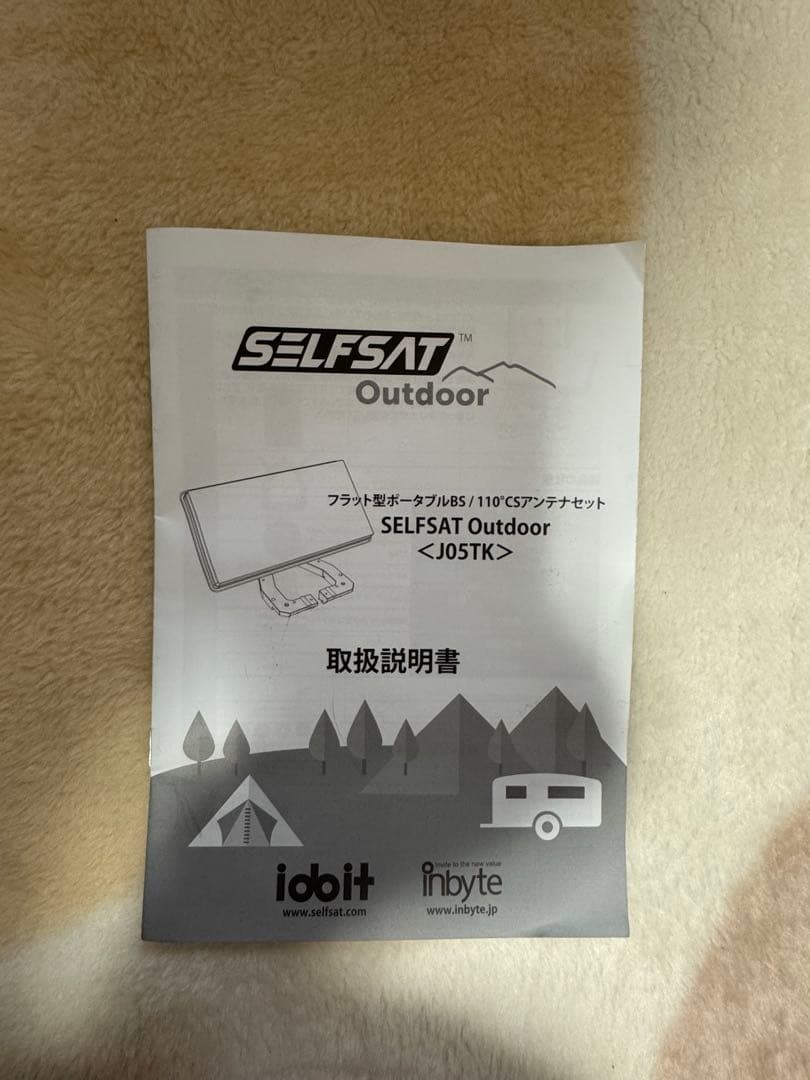 SELFSAT™
Outdoor
フラット型ポータブルBS / 110°CSアンテナセット
SELFSAT Outdoor
＜J05TK＞
取扱説明書
idbit
www.selfsat.com
Invite to the new value
inbyte
www.inbyte.jp